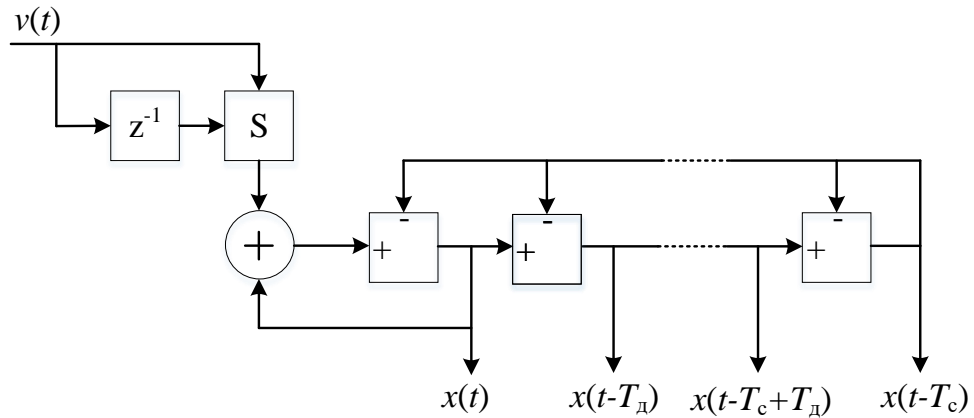 v(t)
z⁻¹
S
- - -
+ + + +
x(t) x(t-Tд) x(t-Tс+Tд) x(t-Tс)